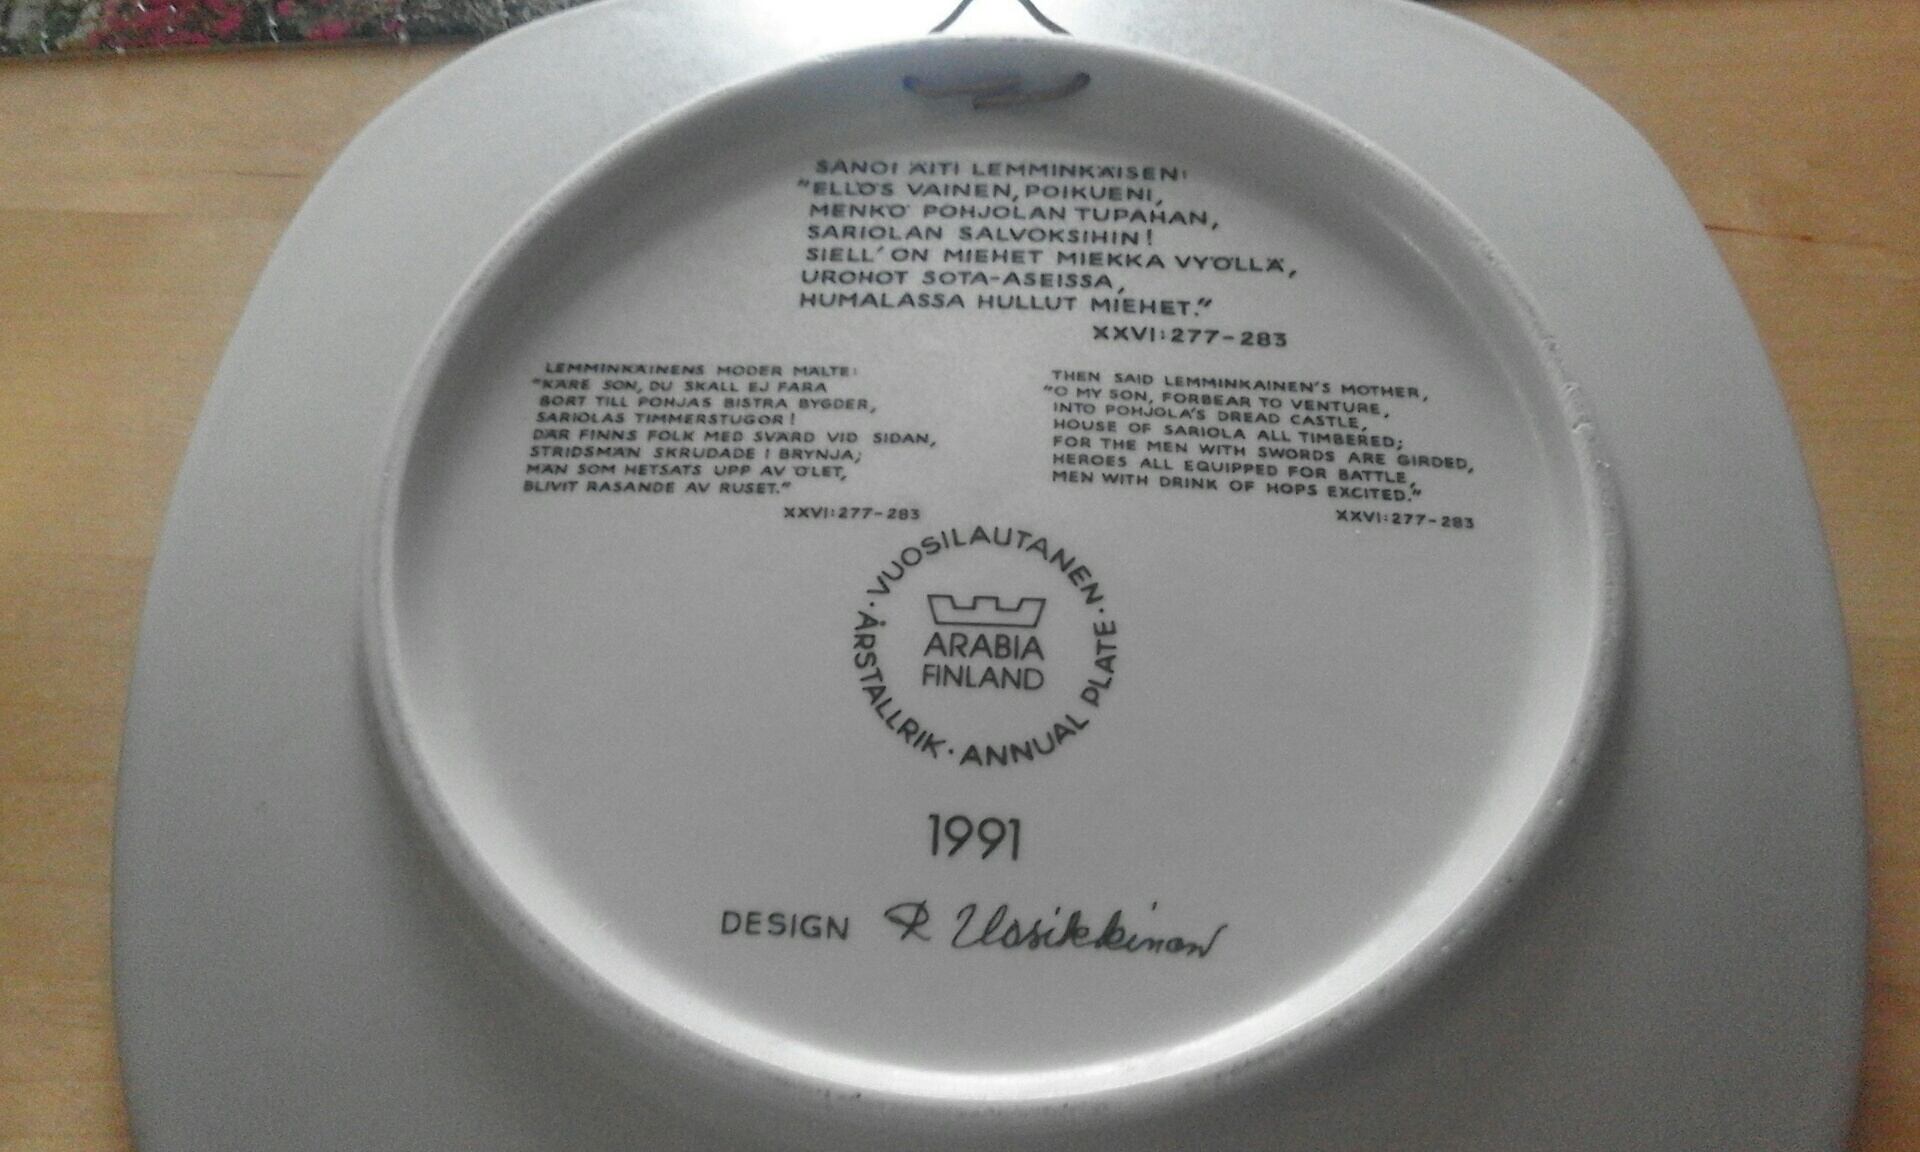 SANOI ÄITI LEMMINKÄISEN:
"ELLÖS VAINEN, POIKUENI,
MENKÖ POHJOLAN TUPAHAN,
SARIOLAN SALVOKSIHIN!
SIELL' ON MIEHET MIEKKA VYÖLLÄ,
UROHOT SOTA-ASEISSA,
HUMALASSA HULLUT MIEHET."
XXVI:277-283
LEMMINKÄINENS MODER MÄLTE:
"KÄRE SON, DU SKALL EJ FARA
BORT TILL POHJAS BISTRA BYGDER,
SARIOLAS TIMMERSTUGOR!
DÄR FINNS FOLK MED SVÄRD VID SIDAN,
STRIDSMÄN SKRUDADE I BRYNJA;
MÄN SOM HETSATS UPP AV ÖLET,
BLIVIT RASANDE AV RUSET."
XXVI:277-283
THEN SAID LEMMINKAINEN'S MOTHER,
"O MY SON, FORBEAR TO VENTURE,
INTO POHJOLA'S DREAD CASTLE,
HOUSE OF SARIOLA ALL TIMBERED;
FOR THE MEN WITH SWORDS ARE GIRDED,
HEROES ALL EQUIPPED FOR BATTLE,
MEN WITH DRINK OF HOPS EXCITED."
XXVI:277-283
· VUOSILAUTANEN · ANNUAL PLATE · ÅRSTALLRIK
ARABIA
FINLAND
1991
DESIGN R Uosikkinen